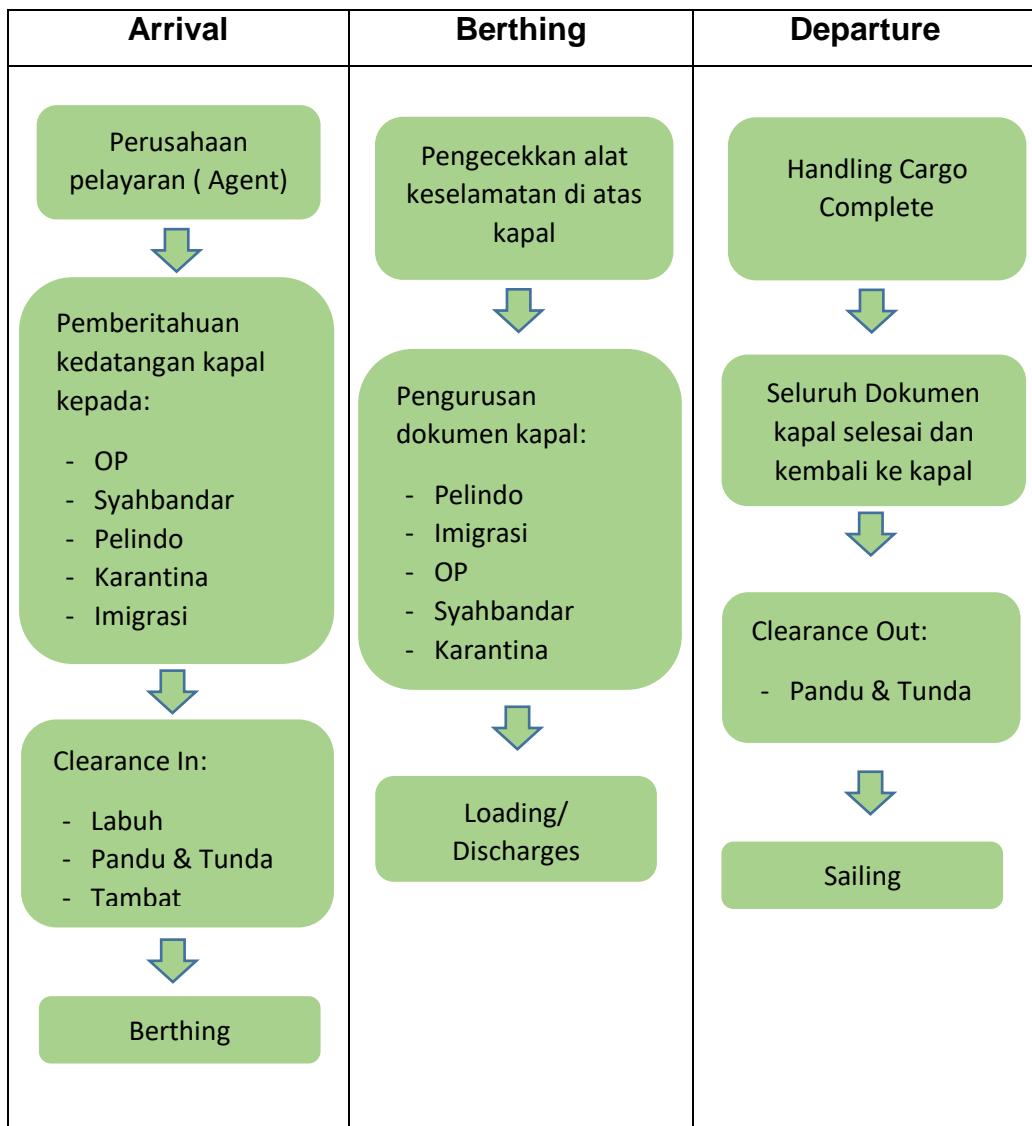 Arrival
Berthing
Departure
Perusahaan
pelayaran ( Agent)
Pemberitahuan
kedatangan kapal
kepada:
- OP
- Syahbandar
- Pelindo
- Karantina
- Imigrasi
Clearance In:
- Labuh
- Pandu & Tunda
- Tambat
Berthing
Pengecekkan alat
keselamatan di atas
kapal
Pengurusan
dokumen kapal:
- Pelindo
- Imigrasi
- OP
- Syahbandar
- Karantina
Loading/
Discharges
Handling Cargo
Complete
Seluruh Dokumen
kapal selesai dan
kembali ke kapal
Clearance Out:
- Pandu & Tunda
Sailing